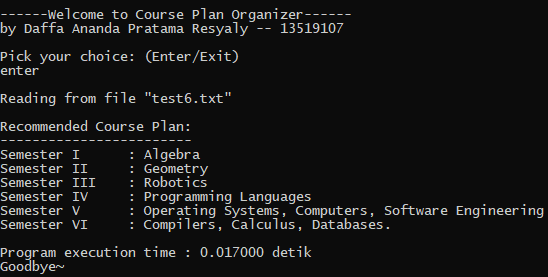 ------Welcome to Course Plan Organizer------
by Daffa Ananda Pratama Resyaly -- 13519107
Pick your choice: (Enter/Exit)
enter
Reading from file "test6.txt"
Recommended Course Plan:
------------------------
Semester I      : Algebra
Semester II     : Geometry
Semester III    : Robotics
Semester IV     : Programming Languages
Semester V      : Operating Systems, Computers, Software Engineering
Semester VI     : Compilers, Calculus, Databases.
Program execution time : 0.017000 detik
Goodbye~